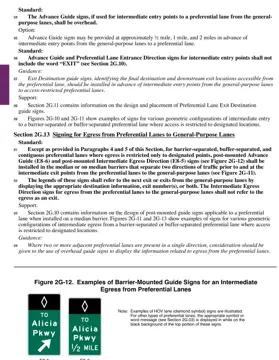 Standard:
The Advance Guide signs, if used for intermediate entry points to a preferential lane from the general-
purpose lanes, shall be overhead.
Option:
Advance Guide signs may be provided at approximately ½ mile, 1 mile, and 2 miles in advance of
intermediate entry points from the general-purpose lanes to a preferential lane.
Standard:
Advance Guide and Preferential Lane Entrance Direction signs for intermediate entry points shall not
include the word “EXIT” (see Section 2G.10).
Guidance:
Exit Destination guide signs, identifying the final destination and downstream exit locations accessible from
the preferential lane, should be installed in advance of intermediate entry points from the general-purpose lanes
to access-restricted preferential lanes.
Support:
Section 2G.11 contains information on the design and placement of Preferential Lane Exit Destination
guide signs.
Figures 2G-10 and 2G-11 show examples of signs for various geometric configurations of intermediate entry
to a barrier-separated or buffer-separated preferential lane where access is restricted to designated locations.
Section 2G.13 Signing for Egress from Preferential Lanes to General-Purpose Lanes
Standard:
Except as provided in Paragraphs 4 and 5 of this Section, for barrier-separated, buffer-separated, and
contiguous preferential lanes where egress is restricted only to designated points, post-mounted Advance
Guide (E8-6) and post-mounted Intermediate Egress Direction (E8-5) signs (see Figure 2G-12) shall be
installed in the median or on median barriers that separate two directions of traffic prior to and at the
intermediate exit points from the preferential lanes to the general-purpose lanes (see Figure 2G-11).
The legends of these signs shall refer to the next exit or exits from the general-purpose lanes by
displaying the appropriate destination information, exit number(s), or both. The Intermediate Egress
Direction signs for egress from the preferential lanes to the general-purpose lanes shall not refer to the
egress as an exit.
Support:
Section 2G.10 contains information on the design of post-mounted guide signs applicable to a preferential
lane when installed on a median barrier. Figures 2G-11 and 2G-13 show examples of signs for various geometric
configurations of intermediate egress from a barrier-separated or buffer-separated preferential lane where access
is restricted to designated locations.
Guidance:
Where two or more adjacent preferential lanes are present in a single direction, consideration should be
given to the use of overhead guide signs to display the information related to egress from the preferential lanes.
Figure 2G-12. Examples of Barrier-Mounted Guide Signs for an Intermediate
Egress from Preferential Lanes
TO
Alicia
Pkwy
TO
Alicia
Pkwy
½ MILE
Note: Examples of HOV lane (diamond symbol) signs are illustrated.
For other types of preferential lanes, the appropriate symbol or
word message (see Section 2G.03) is displayed in white on the
black background of the top portion of these signs.